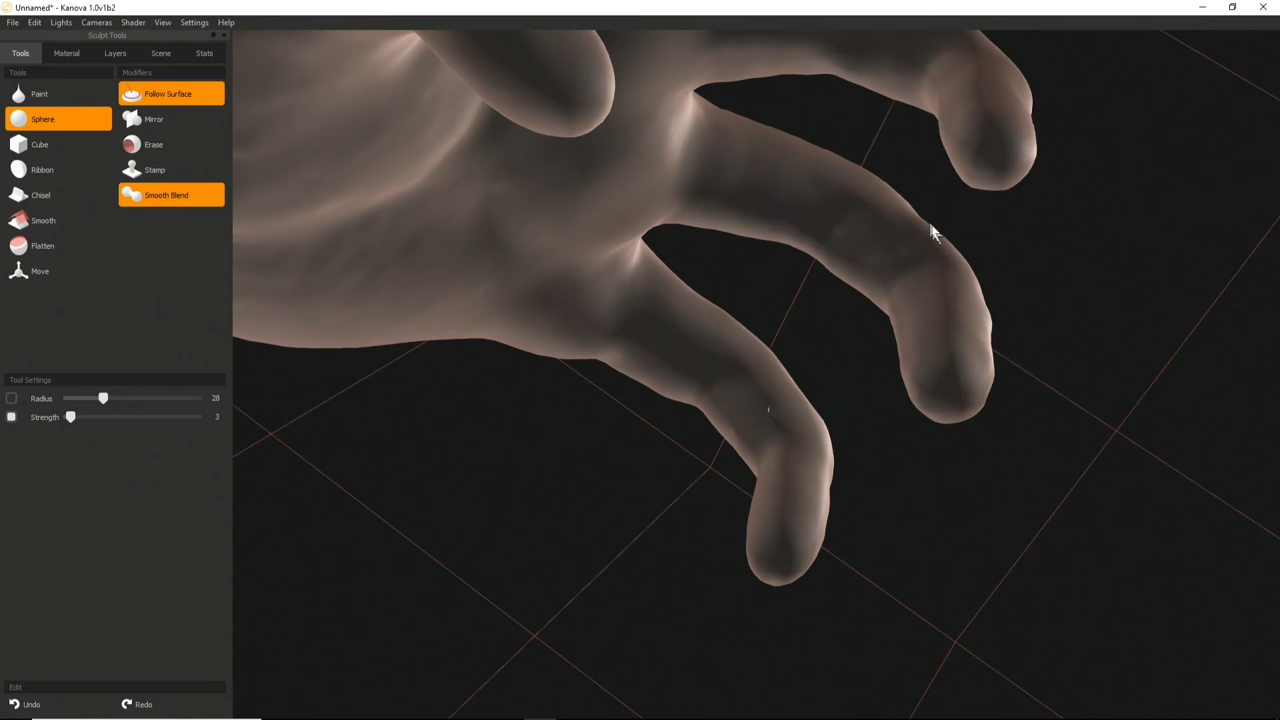 Unnamed* - Kanova 1.0v1b2
File Edit Lights Cameras Shader View Settings Help
Sculpt Tools
Tools Material Layers Scene Stats
Tools Modifiers
Paint Follow Surface
Sphere Mirror
Cube Erase
Ribbon Stamp
Chisel Smooth Blend
Smooth
Flatten
Move
Tool Settings
Radius 28
Strength 3
Edit
Undo Redo